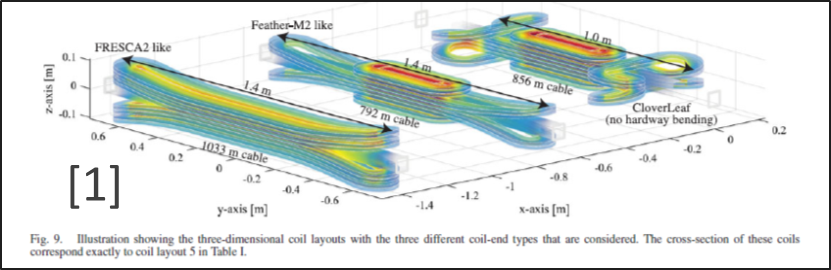 Feather-M2 like
FRESCA2 like
1.0 m
1.4 m
1.4 m
856 m cable
792 m cable
1033 m cable
CloverLeaf
(no hardway bending)
z-axis [m]
0.1
0
-0.1
0.6
0.4
0.2
0
-0.2
-0.4
-0.6
y-axis [m]
-1.4
-1.2
-1
-0.8
-0.6
-0.4
-0.2
0
0.2
x-axis [m]
[1]
Fig. 9. Illustration showing the three-dimensional coil layouts with the three different coil-end types that are considered. The cross-section of these coils
correspond exactly to coil layout 5 in Table I.